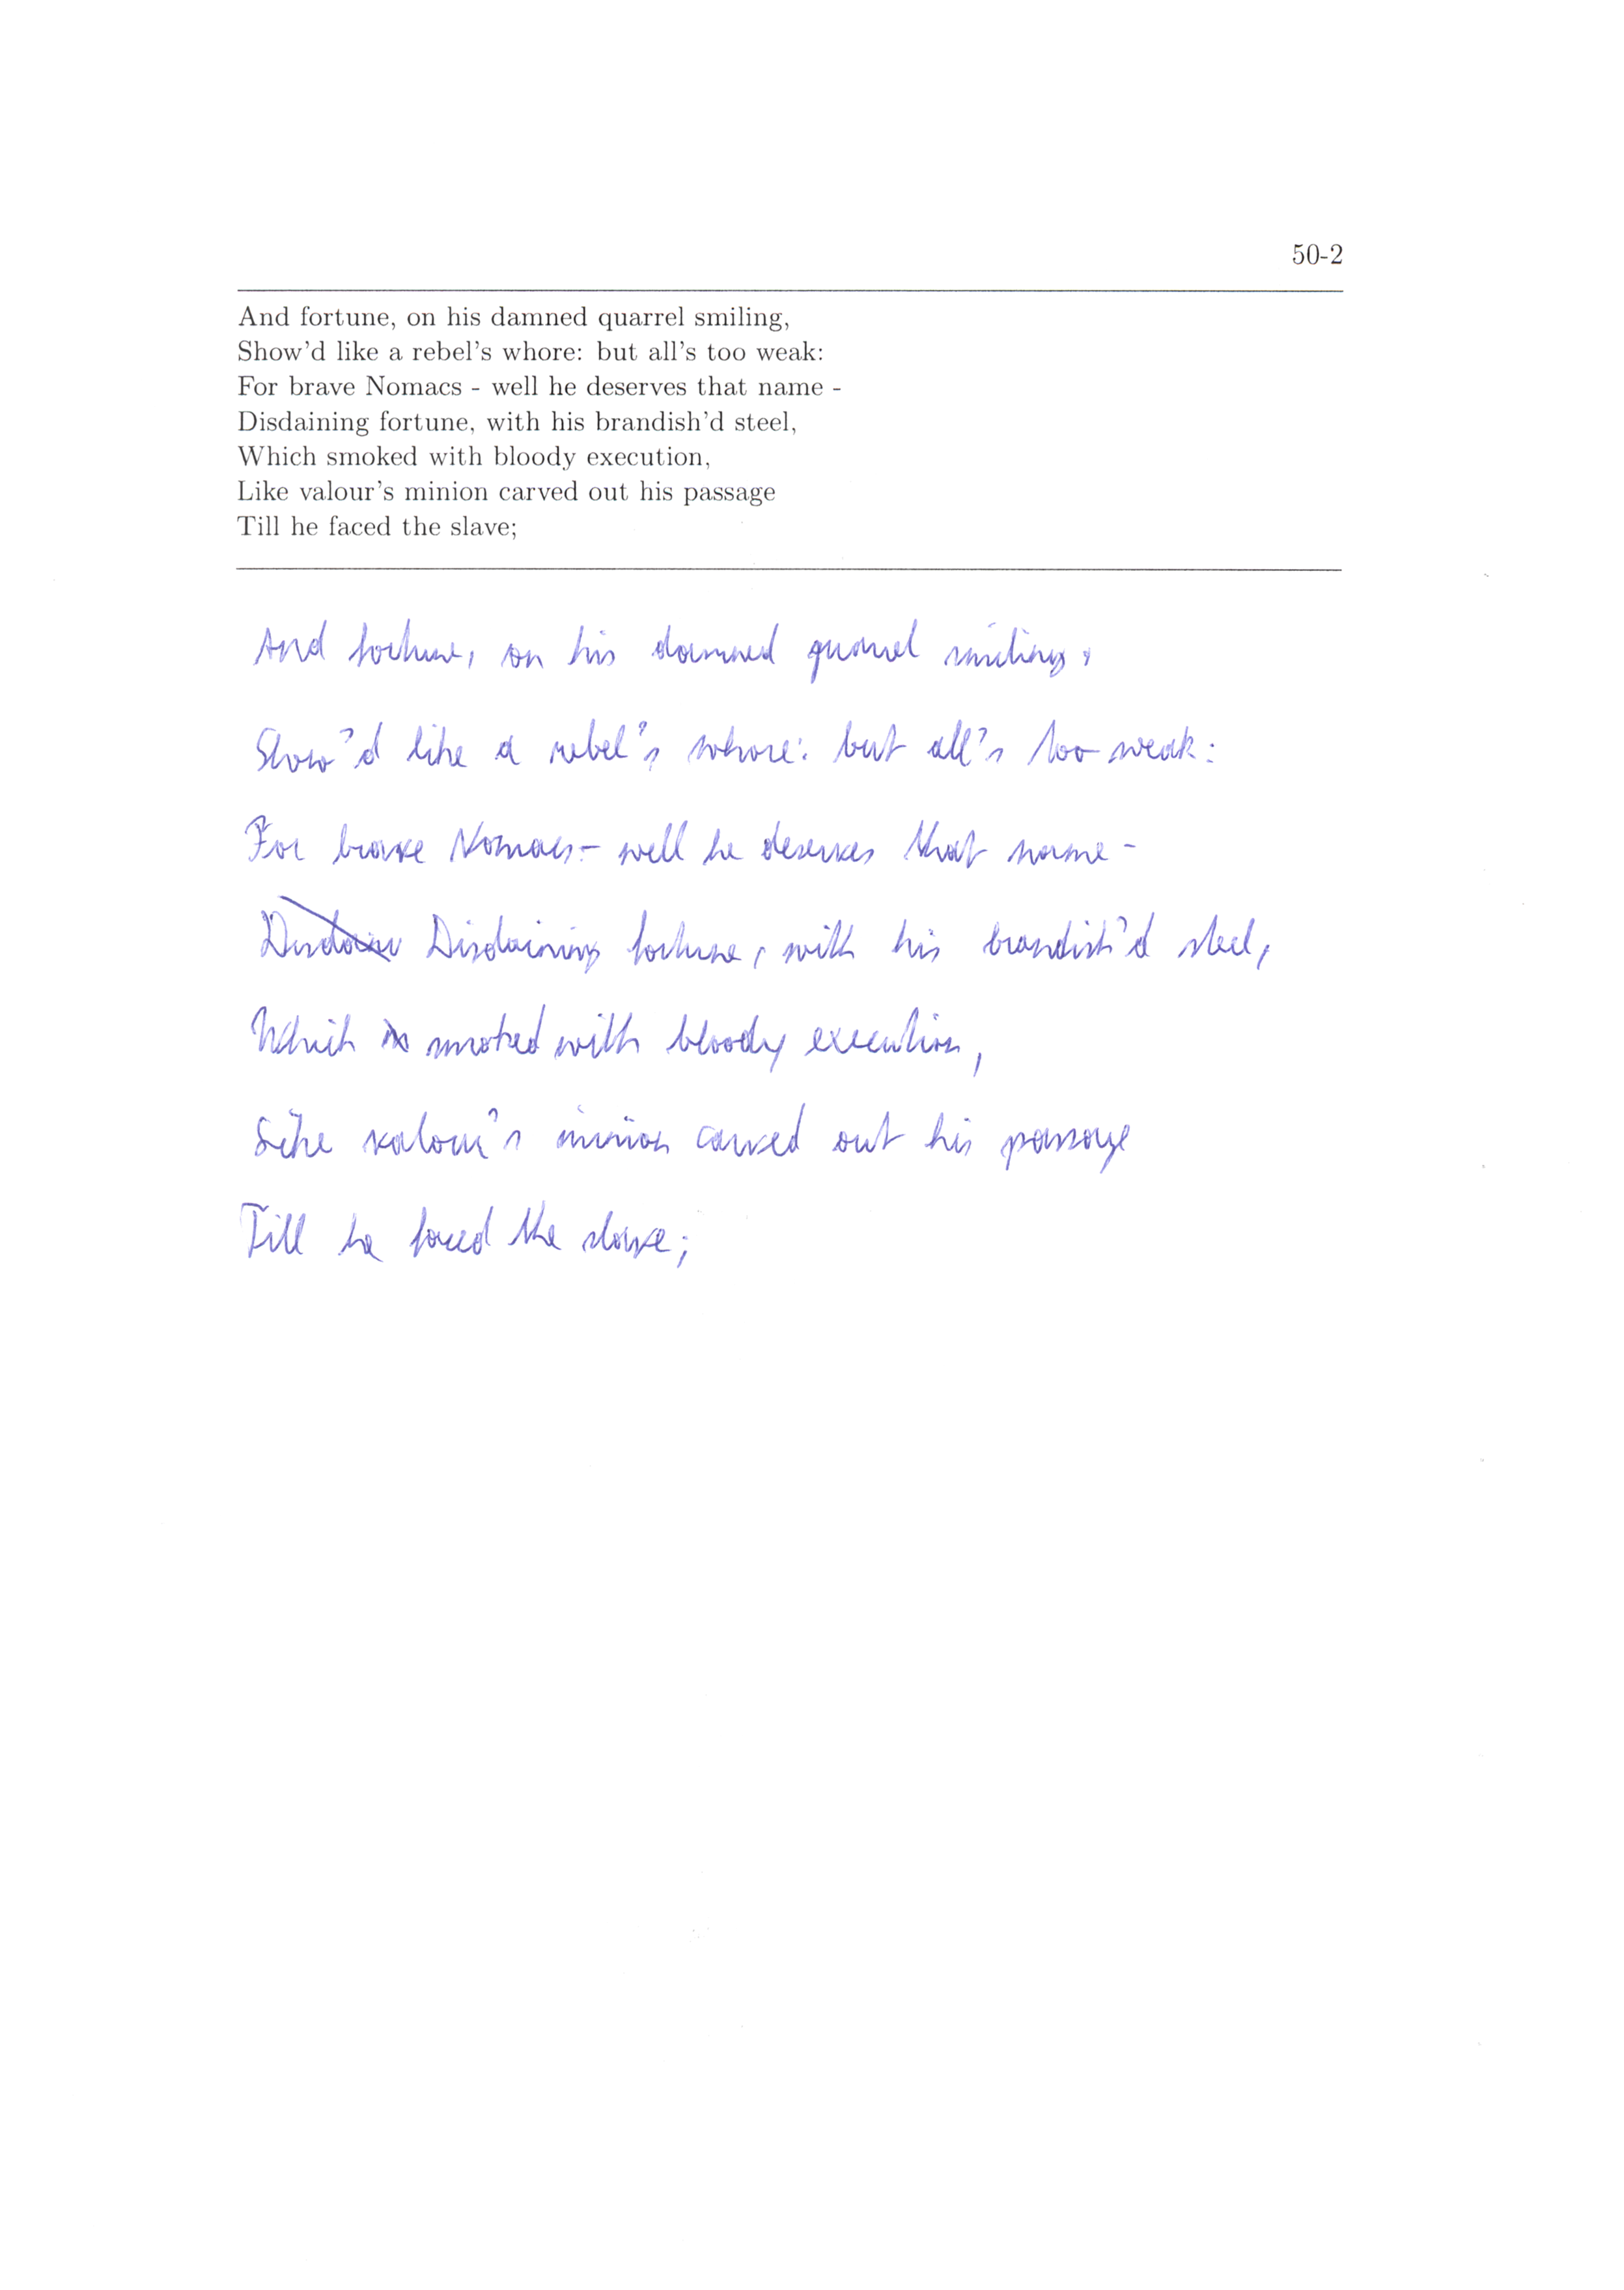 50-2
And fortune, on his damned quarrel smiling,
Show'd like a rebel's whore: but all's too weak:
For brave Nomacs - well he deserves that name -
Disdaining fortune, with his brandish'd steel,
Which smoked with bloody execution,
Like valour's minion carved out his passage
Till he faced the slave;
And fortune, on his damned quarrel smiling,
Show'd like a rebel's whore: but all's too weak:
For brave Nomacs - well he deserves that name -
Disdaining fortune, with his brandish'd steel,
Which smoked with bloody execution,
Like valour's minion carved out his passage
Till he faced the slave;